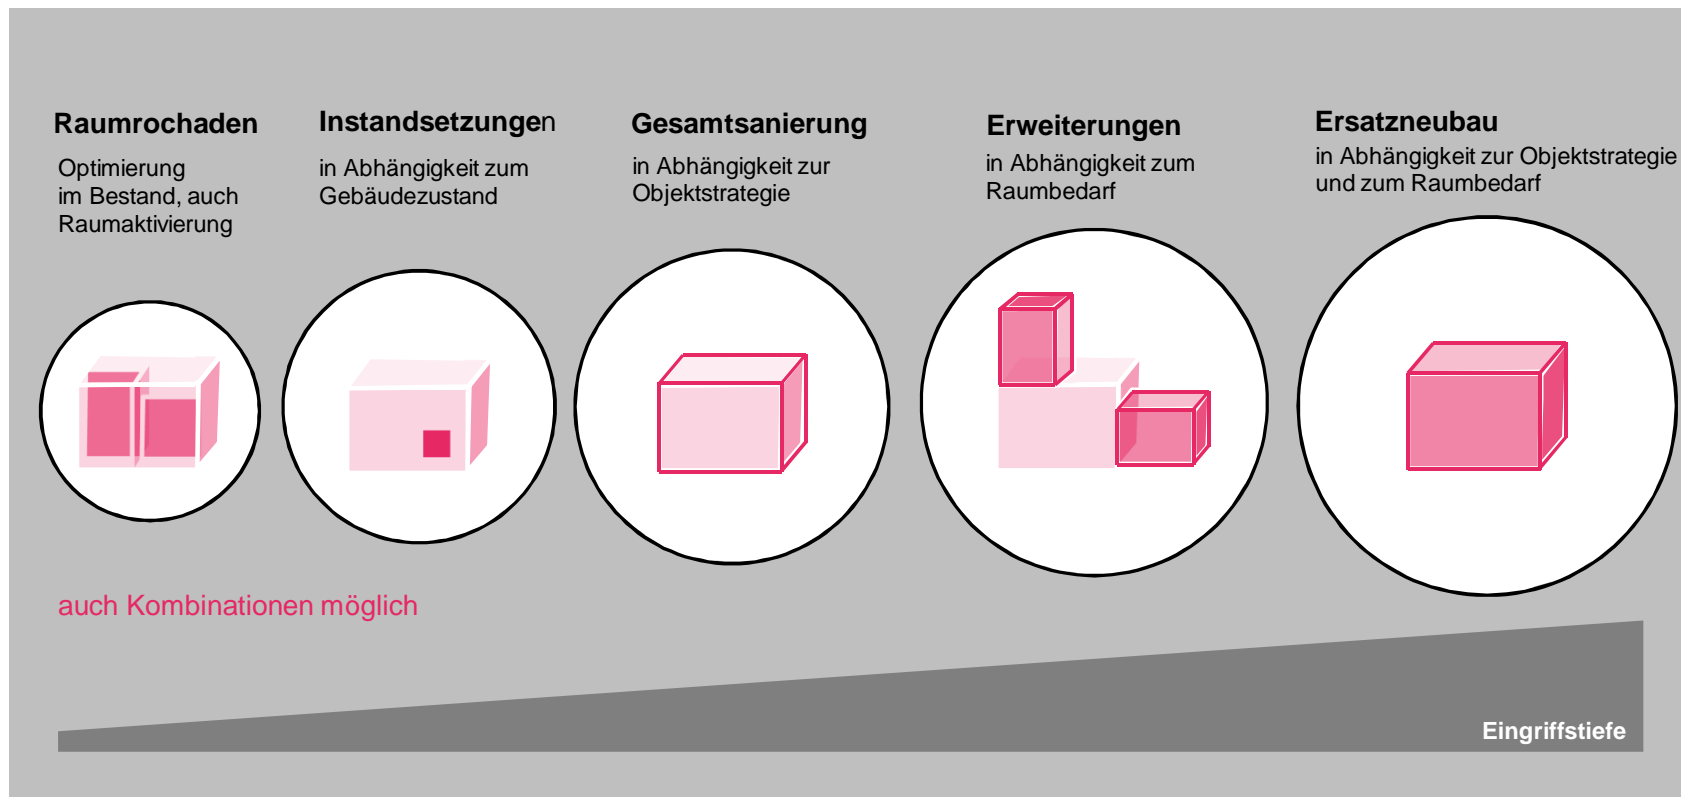 Raumrochaden
Optimierung
im Bestand, auch
Raumaktivierung
Instandsetzungen
in Abhängigkeit zum
Gebäudezustand
Gesamtsanierung
in Abhängigkeit zur
Objektstrategie
Erweiterungen
in Abhängigkeit zum
Raumbedarf
Ersatzneubau
in Abhängigkeit zur Objektstrategie
und zum Raumbedarf
auch Kombinationen möglich
Eingriffstiefe